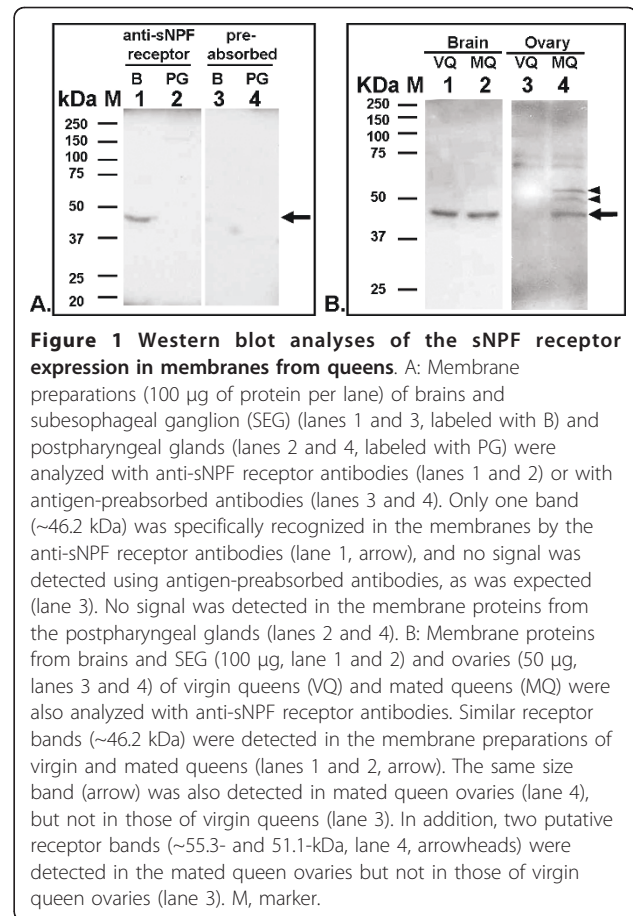 anti-sNPF pre-
receptor absorbed
B PG B PG
kDa M 1 2 3 4
250
150
100
75
50
37
25
20
A.
Brain Ovary
VQ MQ VQ MQ
KDa M 1 2 3 4
250
150
100
75
50
37
25
B.
Figure 1 Western blot analyses of the sNPF receptor
expression in membranes from queens. A: Membrane
preparations (100 μg of protein per lane) of brains and
subesophageal ganglion (SEG) (lanes 1 and 3, labeled with B) and
postpharyngeal glands (lanes 2 and 4, labeled with PG) were
analyzed with anti-sNPF receptor antibodies (lanes 1 and 2) or with
antigen-preabsorbed antibodies (lanes 3 and 4). Only one band
(~46.2 kDa) was specifically recognized in the membranes by the
anti-sNPF receptor antibodies (lane 1, arrow), and no signal was
detected using antigen-preabsorbed antibodies, as was expected
(lane 3). No signal was detected in the membrane proteins from
the postpharyngeal glands (lanes 2 and 4). B: Membrane proteins
from brains and SEG (100 μg, lane 1 and 2) and ovaries (50 μg,
lanes 3 and 4) of virgin queens (VQ) and mated queens (MQ) were
also analyzed with anti-sNPF receptor antibodies. Similar receptor
bands (~46.2 kDa) were detected in the membrane preparations of
virgin and mated queens (lanes 1 and 2, arrow). The same size
band (arrow) was also detected in mated queen ovaries (lane 4),
but not in those of virgin queens (lane 3). In addition, two putative
receptor bands (~55.3- and 51.1-kDa, lane 4, arrowheads) were
detected in the mated queen ovaries but not in those of virgin
queen ovaries (lane 3). M, marker.